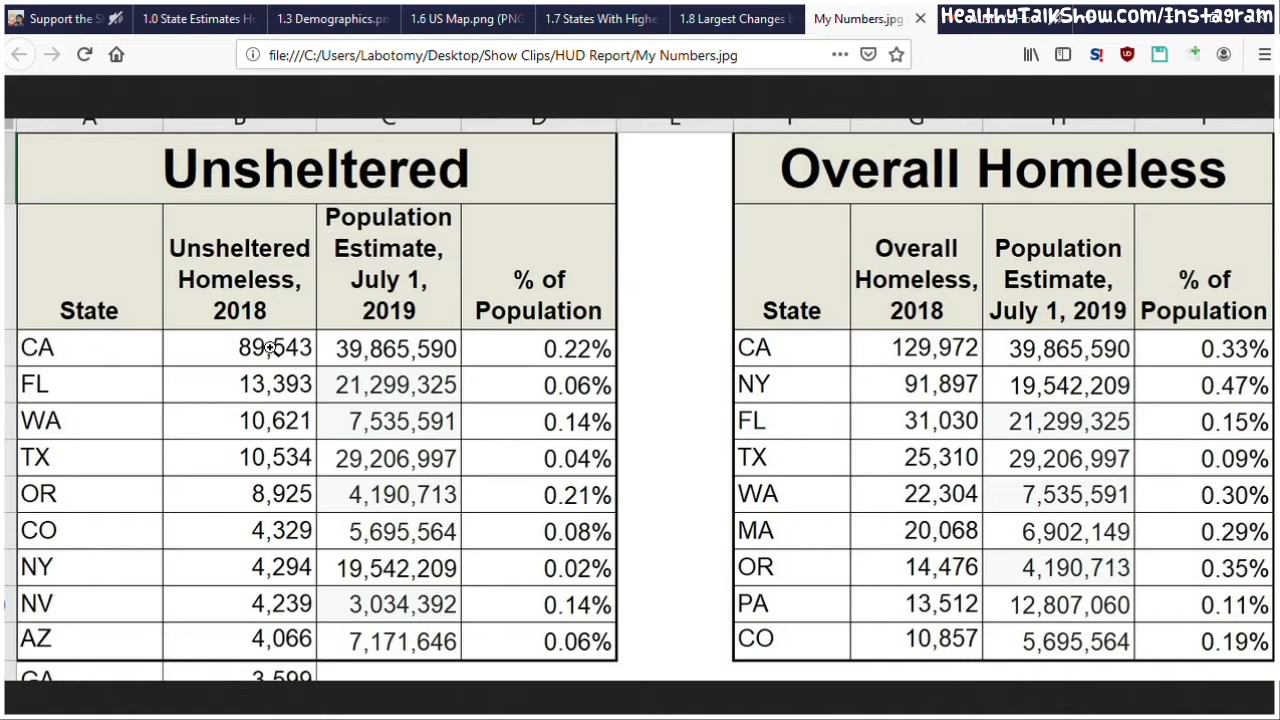 HealthyTalkShow.com/Instagram
Support the S
1.0 State Estimates H
1.3 Demographics.pn
1.6 US Map.png (PNG
1.7 States With Highe
1.8 Largest Changes b
My Numbers.jpg
file:///C:/Users/Labotomy/Desktop/Show Clips/HUD Report/My Numbers.jpg
A B C D E F G H I
Unsheltered
State Unsheltered Homeless, 2018 Population Estimate, July 1, 2019 % of Population
CA 89,543 39,865,590 0.22%
FL 13,393 21,299,325 0.06%
WA 10,621 7,535,591 0.14%
TX 10,534 29,206,997 0.04%
OR 8,925 4,190,713 0.21%
CO 4,329 5,695,564 0.08%
NY 4,294 19,542,209 0.02%
NV 4,239 3,034,392 0.14%
AZ 4,066 7,171,646 0.06%
GA 3,599
Overall Homeless
State Overall Homeless, 2018 Population Estimate, July 1, 2019 % of Population
CA 129,972 39,865,590 0.33%
NY 91,897 19,542,209 0.47%
FL 31,030 21,299,325 0.15%
TX 25,310 29,206,997 0.09%
WA 22,304 7,535,591 0.30%
MA 20,068 6,902,149 0.29%
OR 14,476 4,190,713 0.35%
PA 13,512 12,807,060 0.11%
CO 10,857 5,695,564 0.19%